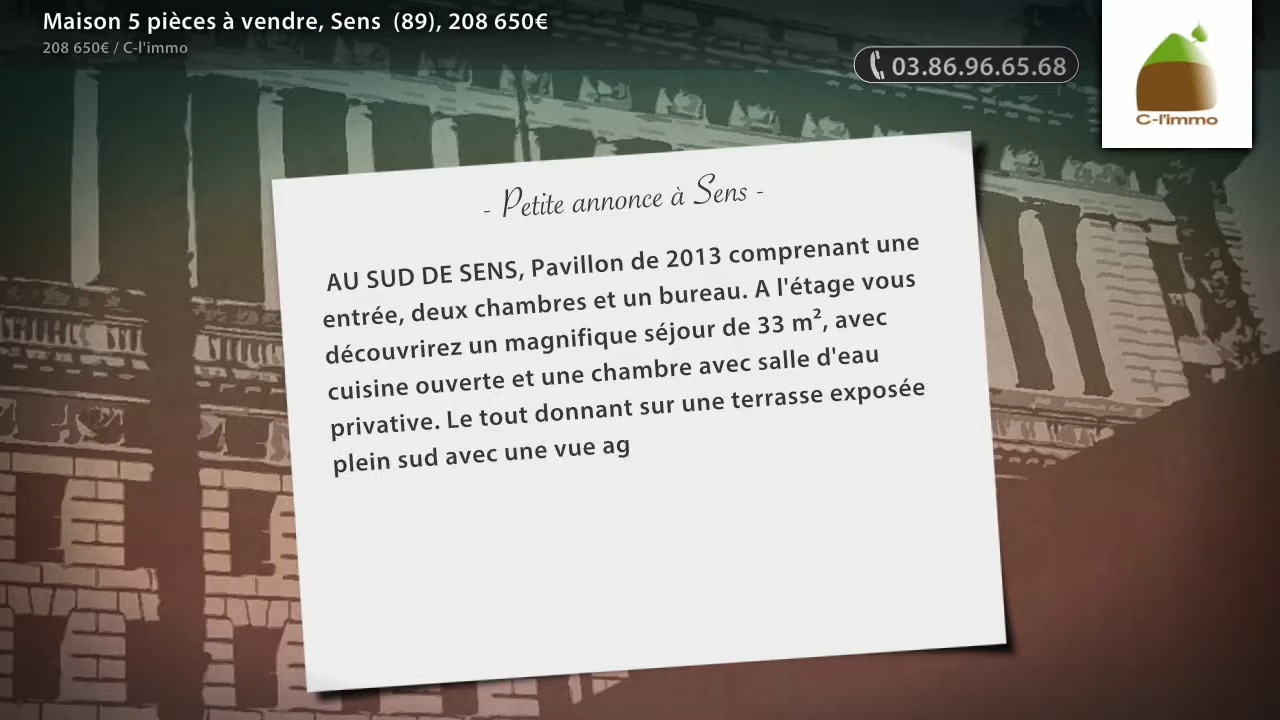 Maison 5 pièces à vendre, Sens (89), 208 650€
208 650€ / C-l'immo
03.86.96.65.68
C-l'immo
- Petite annonce à Sens -
AU SUD DE SENS, Pavillon de 2013 comprenant une
entrée, deux chambres et un bureau. A l'étage vous
découvrirez un magnifique séjour de 33 m², avec
cuisine ouverte et une chambre avec salle d'eau
privative. Le tout donnant sur une terrasse exposée
plein sud avec une vue ag